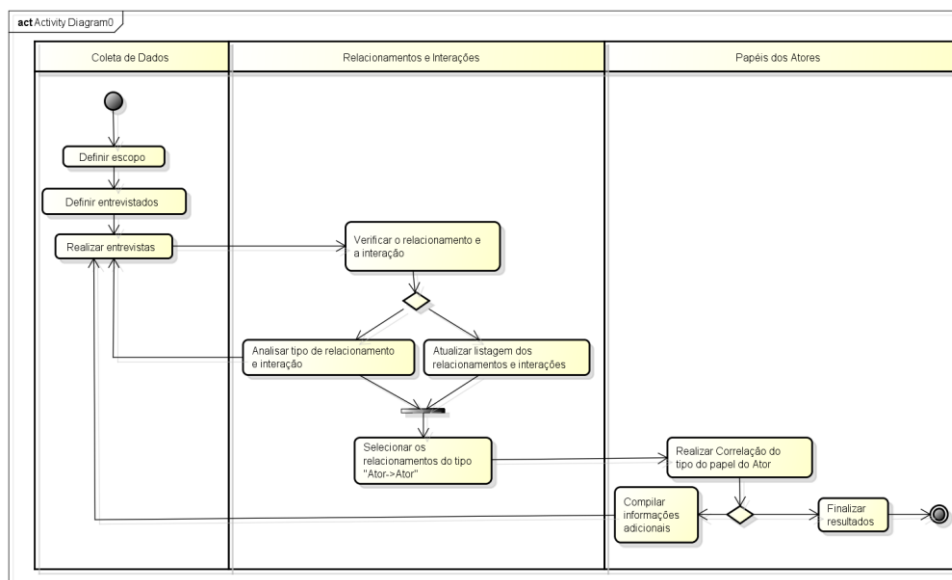 act Activity Diagram0
Coleta de Dados
Relacionamentos e Interações
Papéis dos Atores
Definir escopo
Definir entrevistados
Realizar entrevistas
Verificar o relacionamento e
a interação
Analisar tipo de relacionamento
e interação
Atualizar listagem dos
relacionamentos e interações
Selecionar os
relacionamentos do tipo
"Ator->Ator"
Realizar Correlação do
tipo do papel do Ator
Compilar
informações
adicionais
Finalizar
resultados